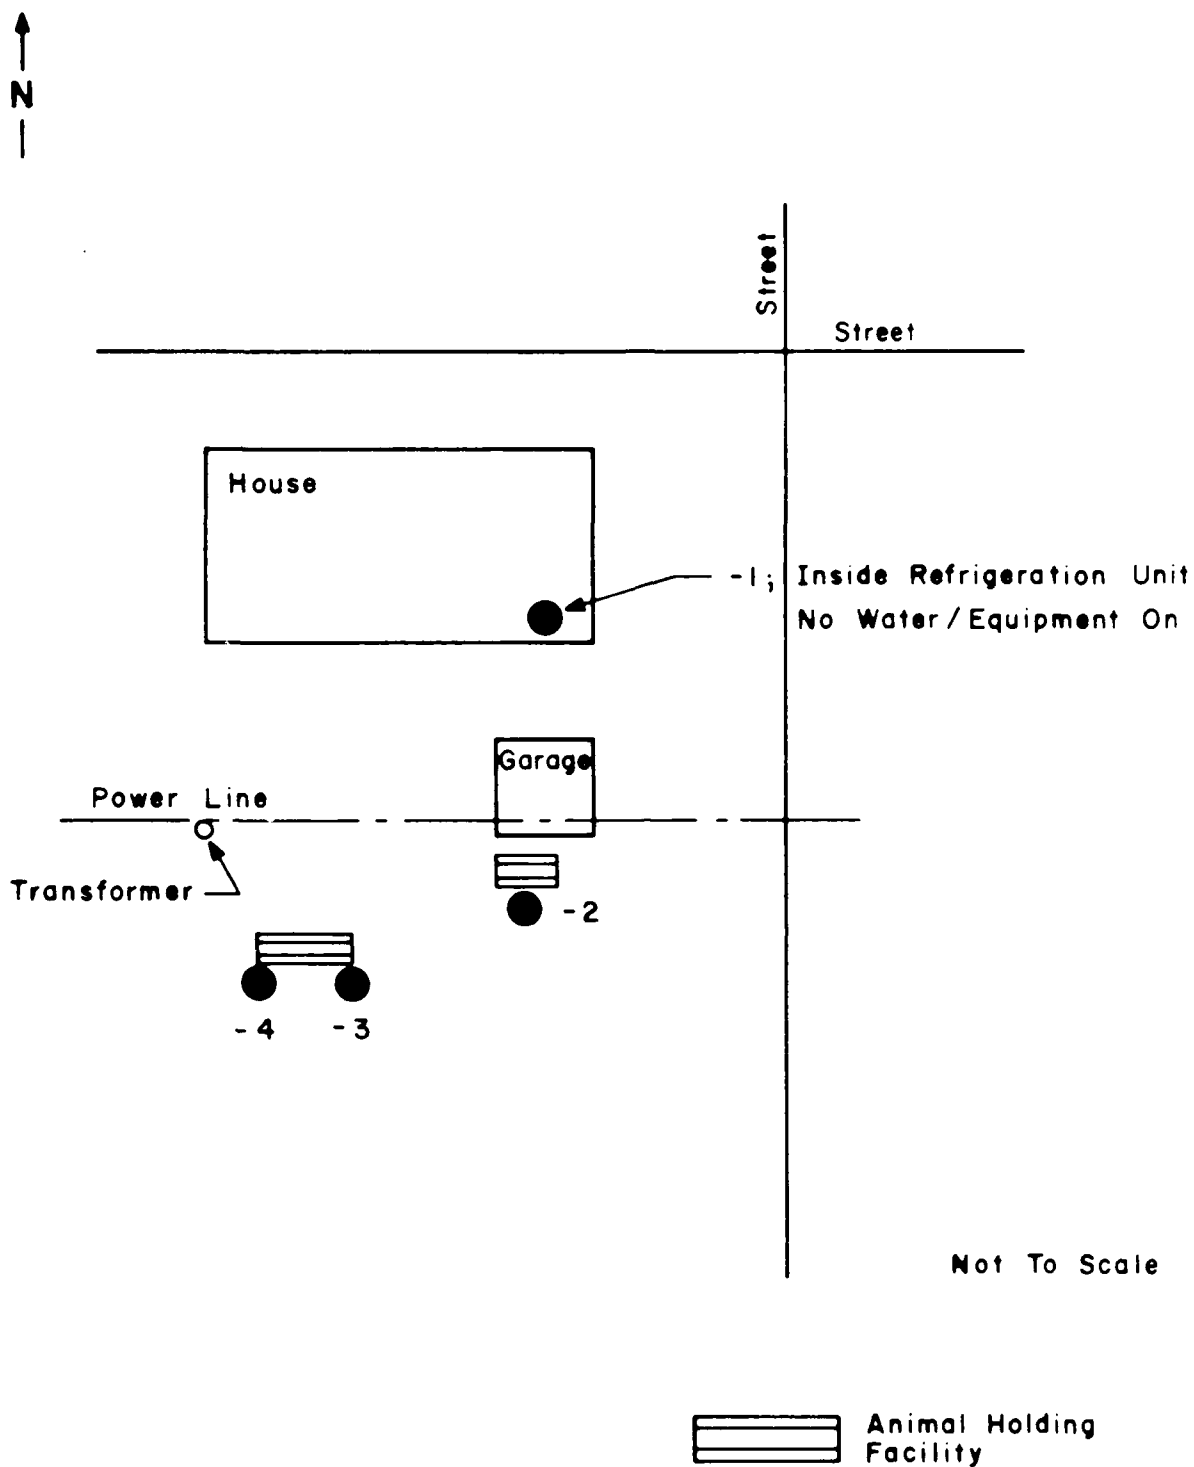 N
Street
Street
House
-1; Inside Refrigeration Unit
No Water/Equipment On
Garage
Power Line
Transformer
-2
-4 -3
Not To Scale
Animal Holding
Facility